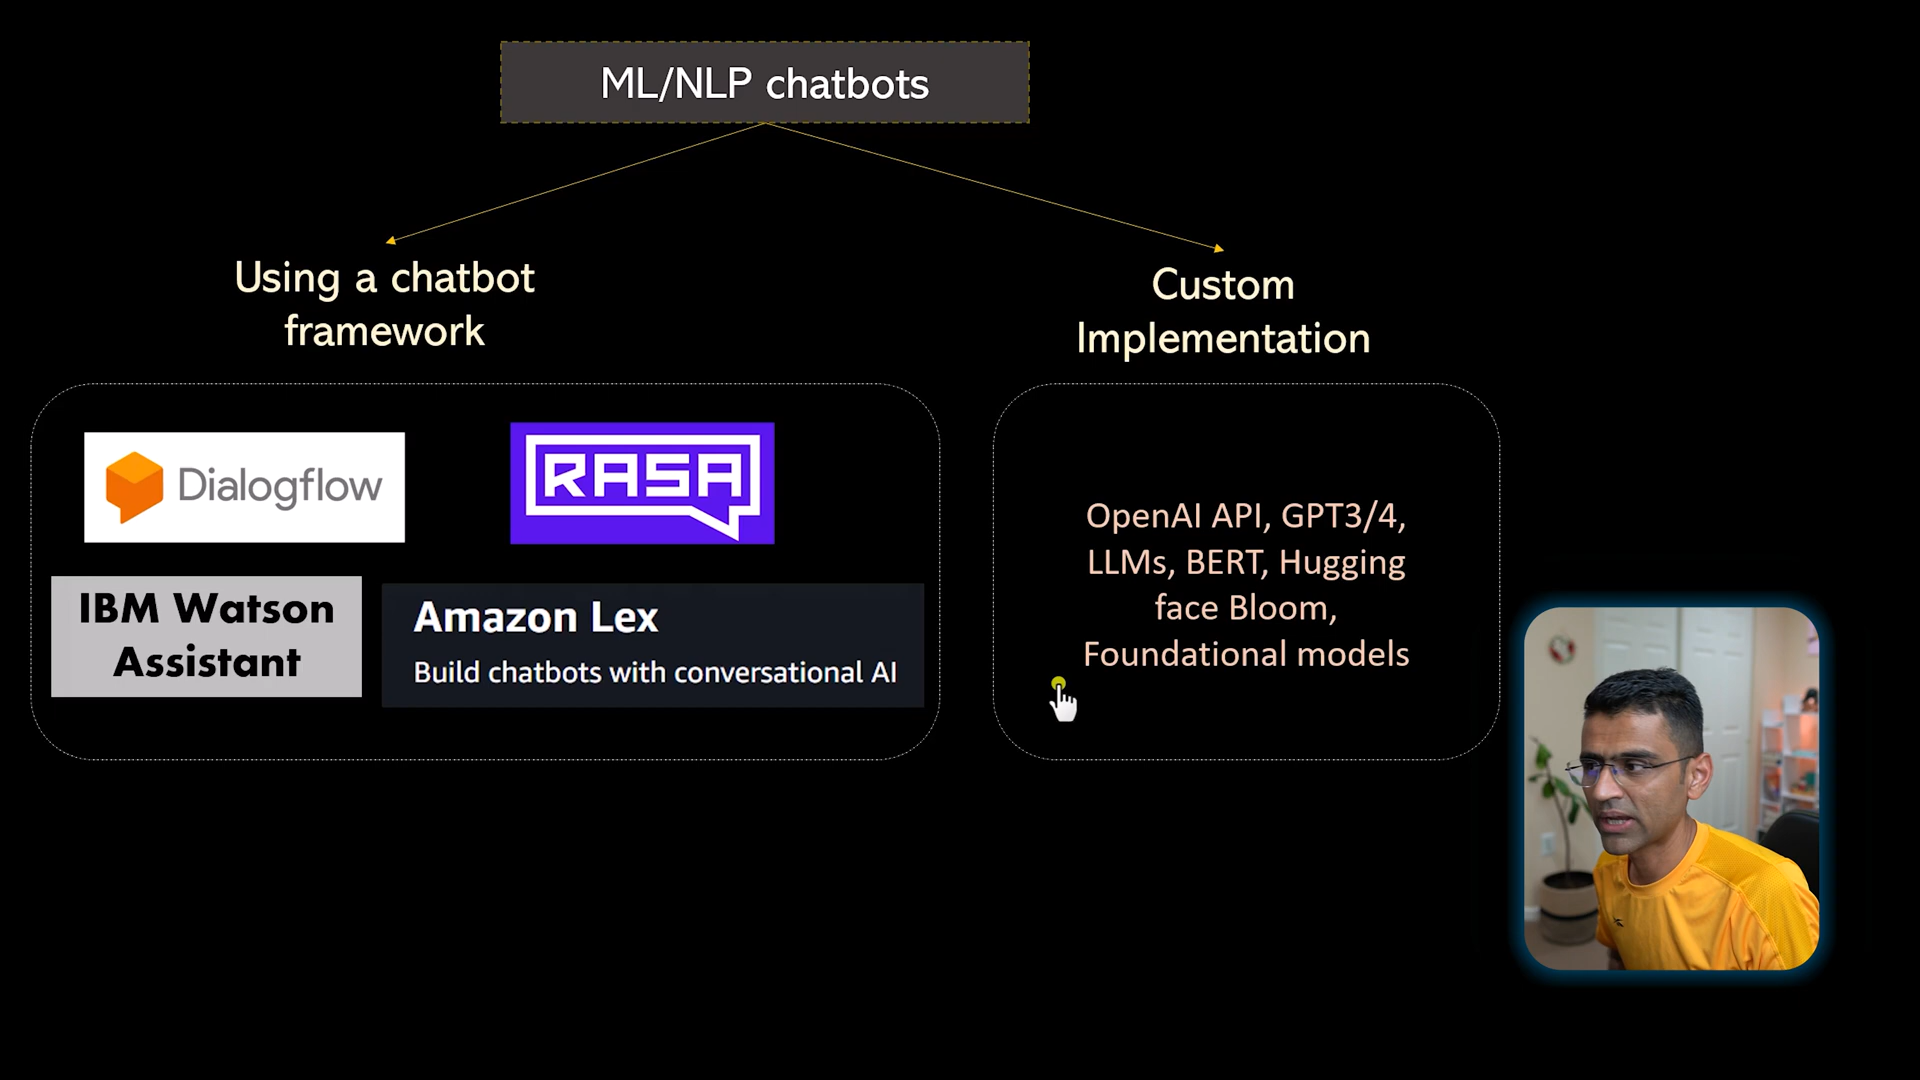 ML/NLP chatbots
Using a chatbot
framework
Custom
Implementation
Dialogflow
RASA
IBM Watson
Assistant
Amazon Lex
Build chatbots with conversational AI
OpenAI API, GPT3/4,
LLMs, BERT, Hugging
face Bloom,
Foundational models